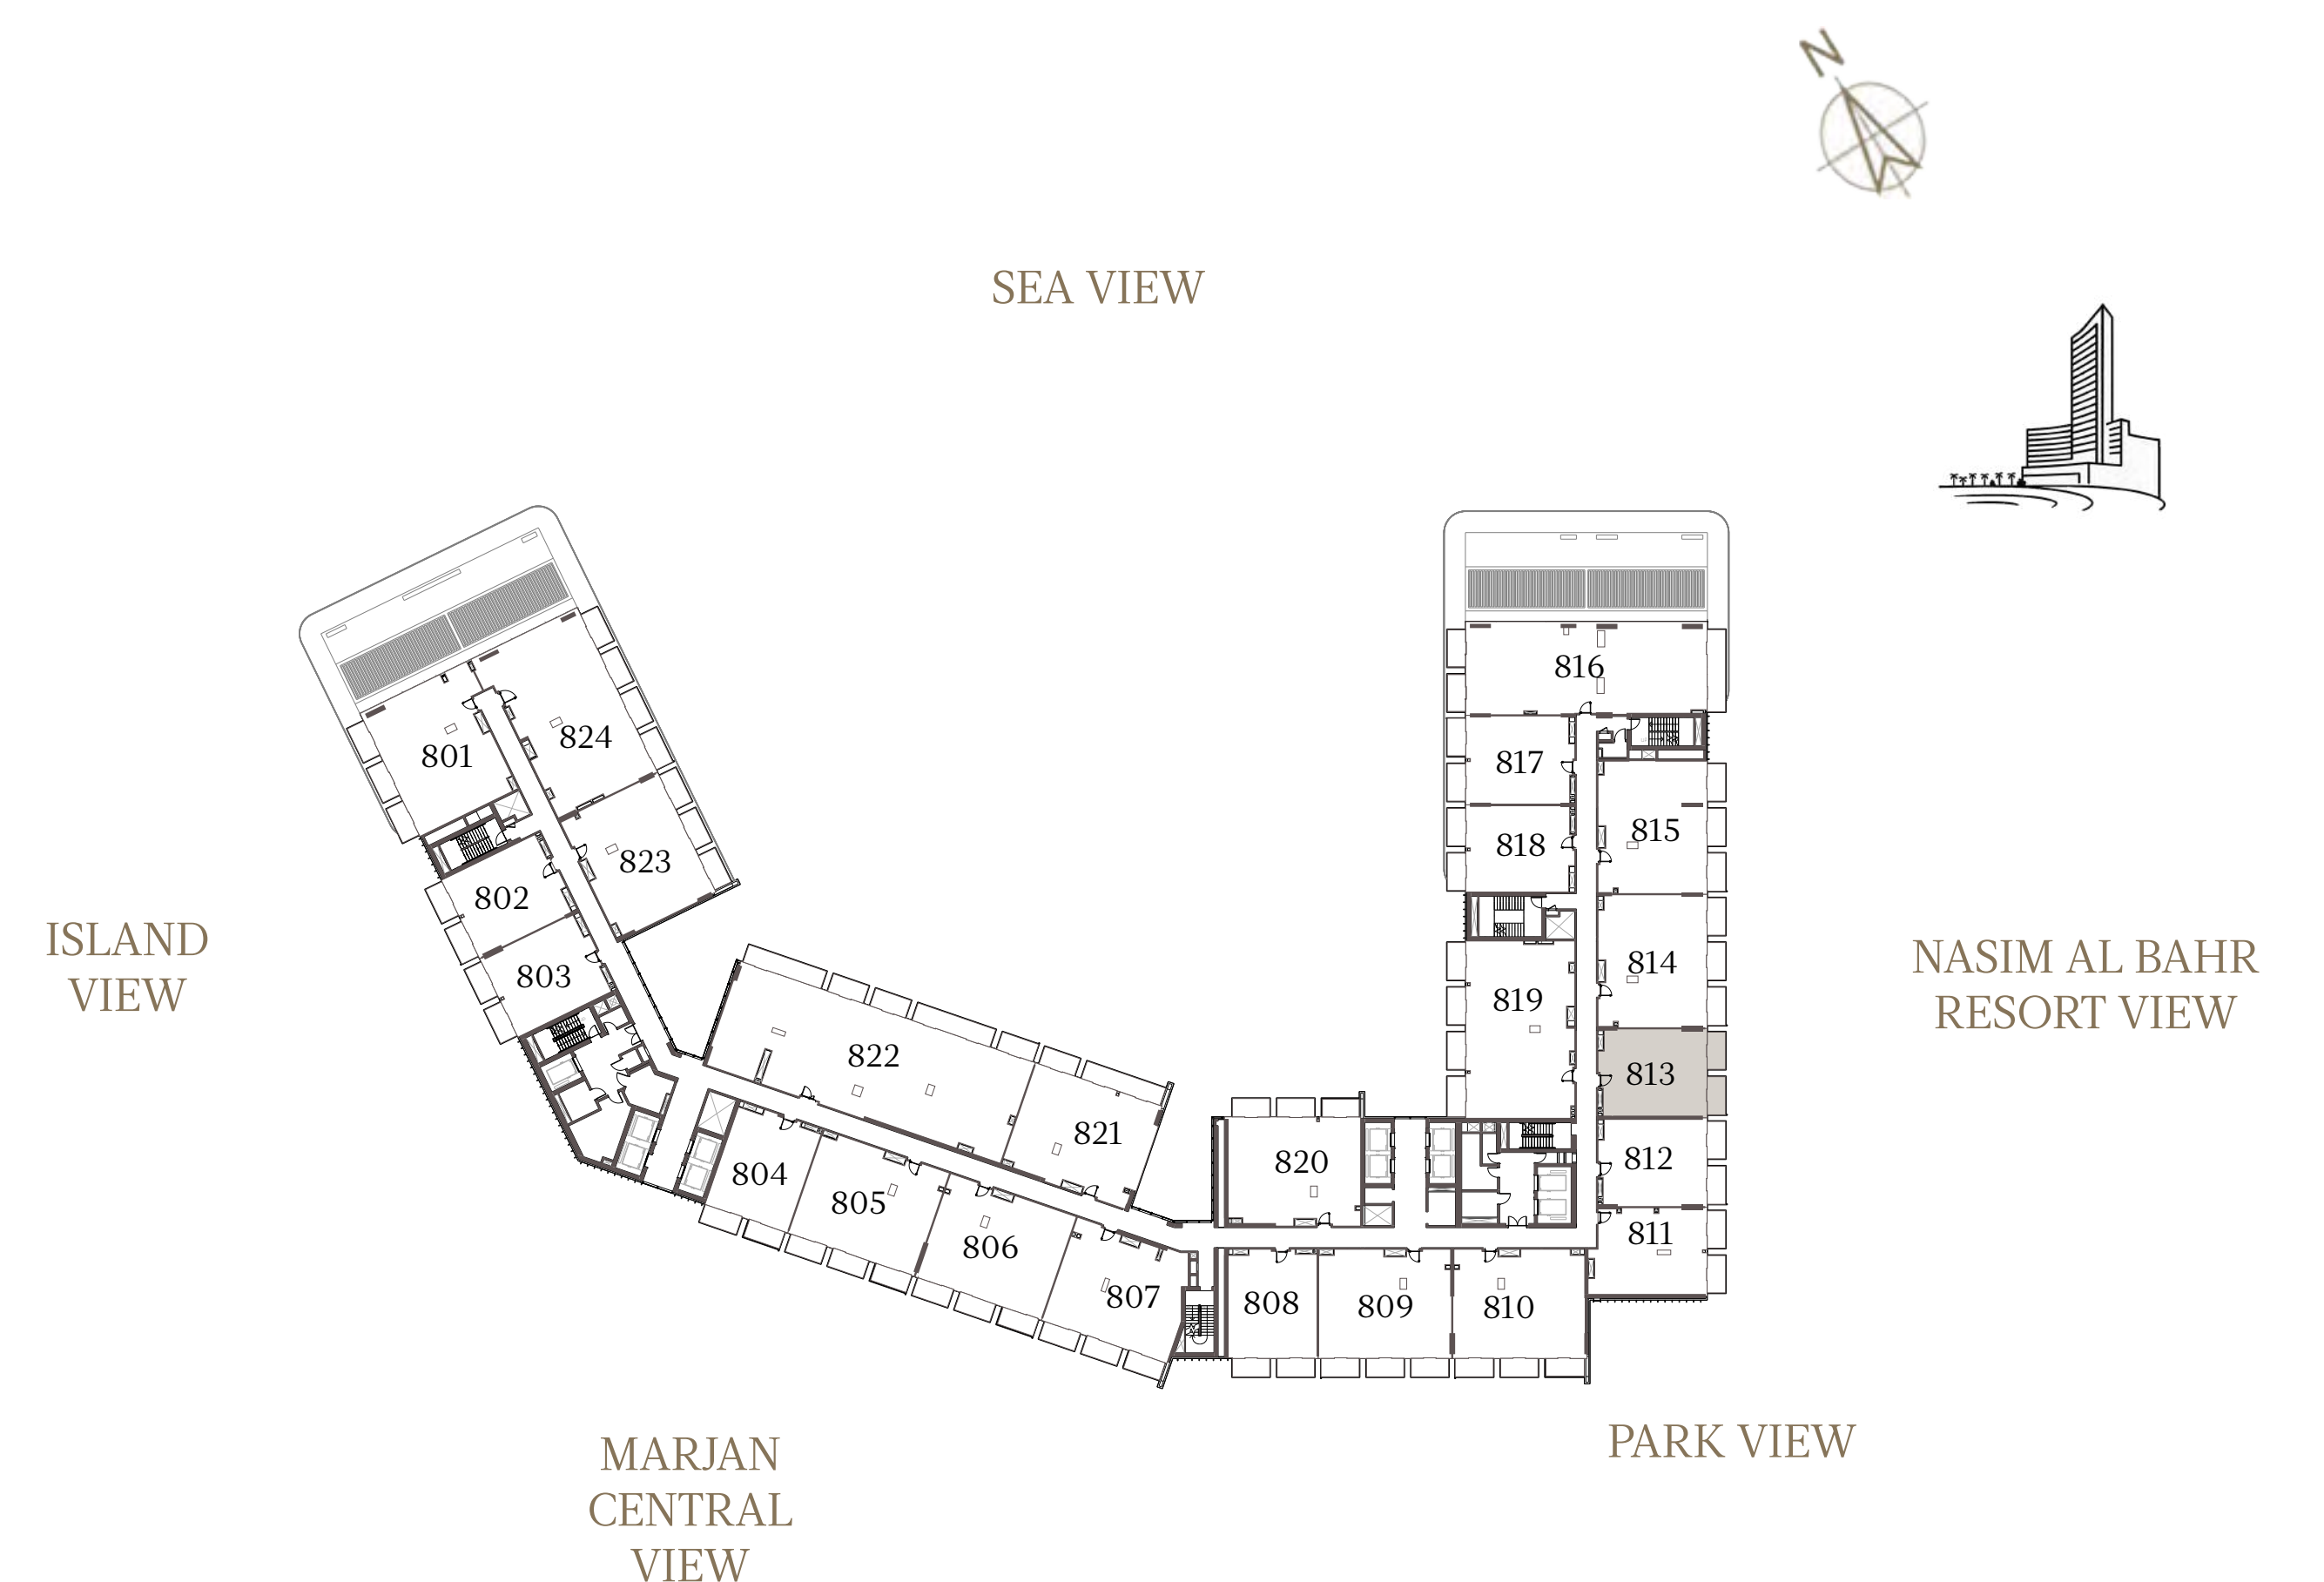 N
SEA VIEW
816
824
801
817
815
818
823
802
ISLAND
VIEW
803
NASIM AL BAHR
RESORT VIEW
814
819
822
813
821
820
812
804
805
811
806
807
808
809
810
PARK VIEW
MARJAN
CENTRAL
VIEW